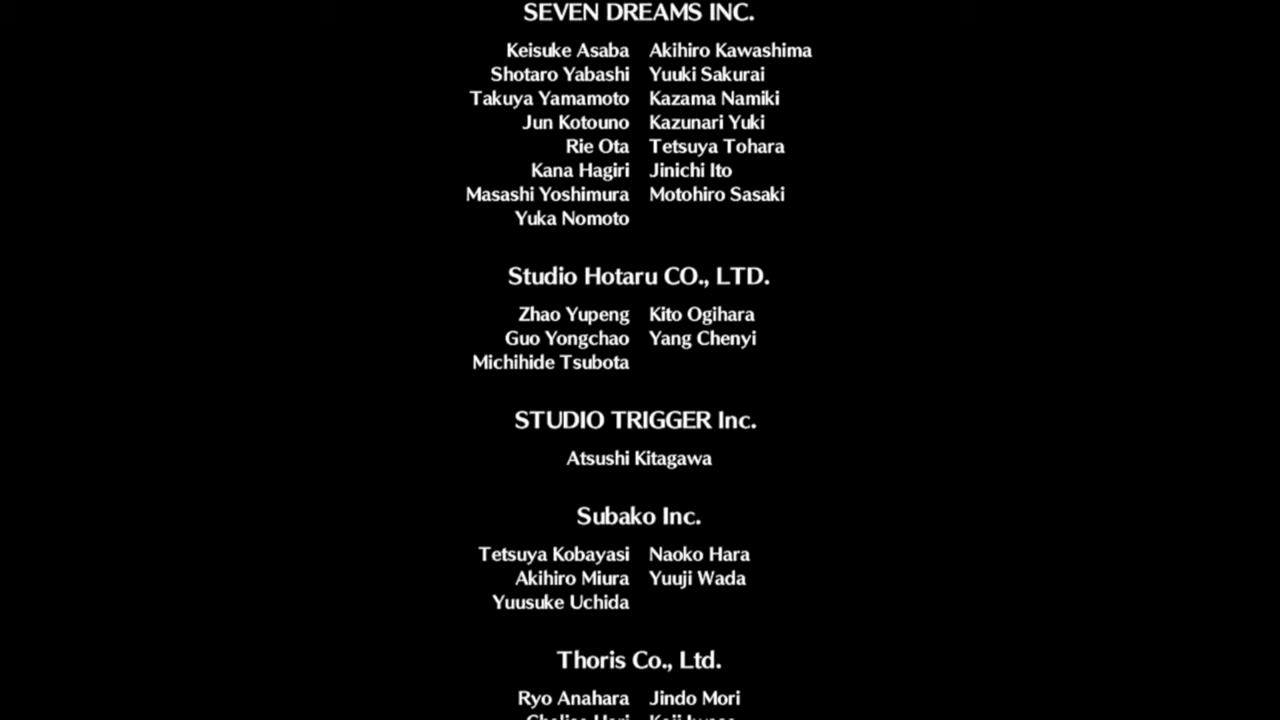 SEVEN DREAMS INC.
Keisuke Asaba Akihiro Kawashima
Shotaro Yabashi Yuuki Sakurai
Takuya Yamamoto Kazama Namiki
Jun Kotouno Kazunari Yuki
Rie Ota Tetsuya Tohara
Kana Hagiri Jinichi Ito
Masashi Yoshimura Motohiro Sasaki
Yuka Nomoto
Studio Hotaru CO., LTD.
Zhao Yupeng Kito Ogihara
Guo Yongchao Yang Chenyi
Michihide Tsubota
STUDIO TRIGGER Inc.
Atsushi Kitagawa
Subako Inc.
Tetsuya Kobayasi Naoko Hara
Akihiro Miura Yuuji Wada
Yuusuke Uchida
Thoris Co., Ltd.
Ryo Anahara Jindo Mori